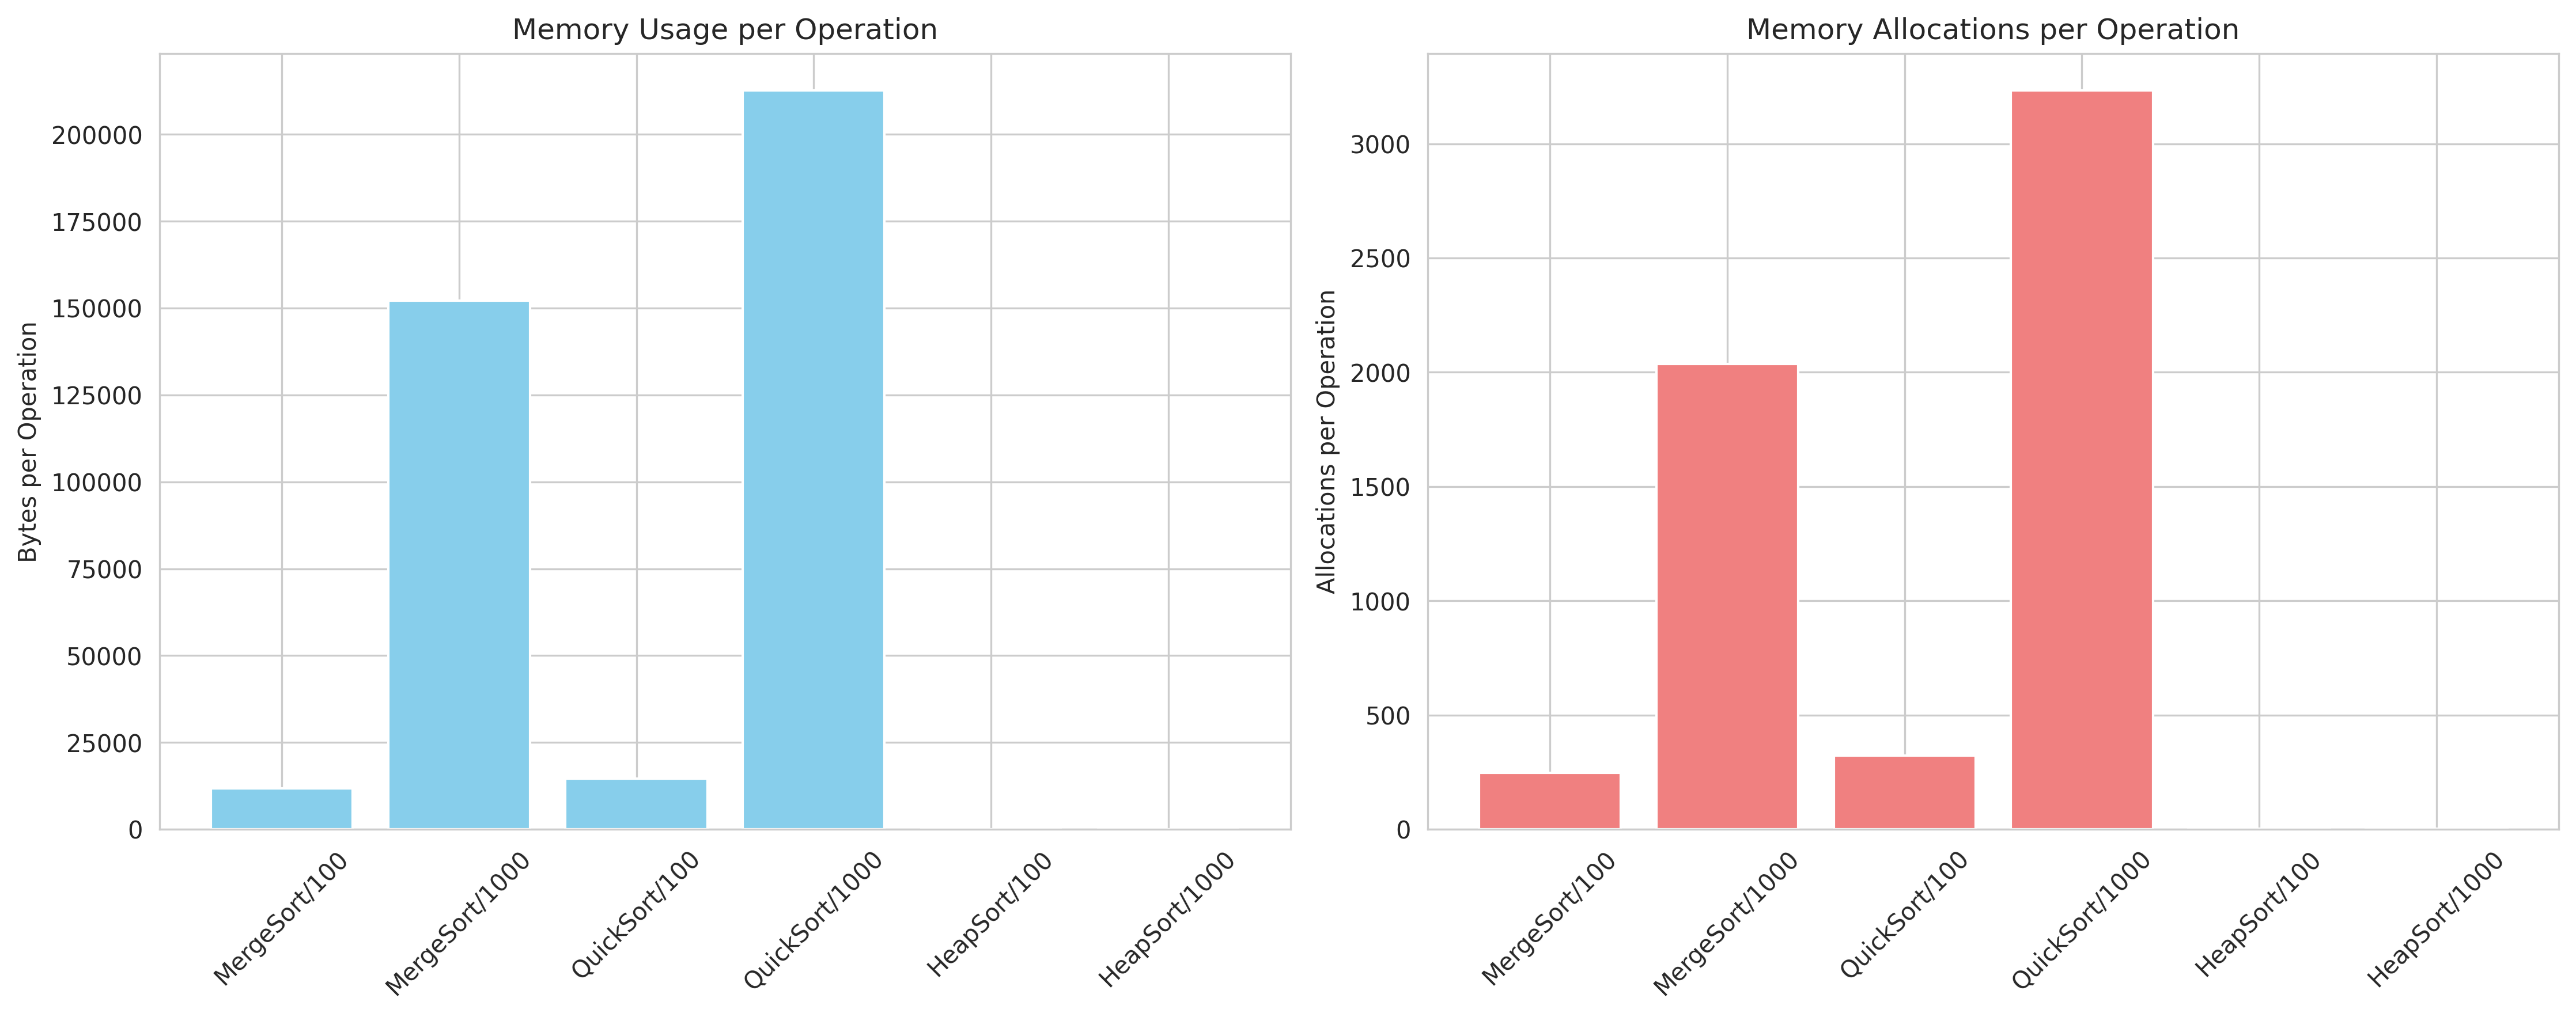 Memory Usage per Operation
Bytes per Operation
200000
175000
150000
125000
100000
75000
50000
25000
0
MergeSort/100
MergeSort/1000
QuickSort/100
QuickSort/1000
HeapSort/100
HeapSort/1000
Memory Allocations per Operation
Allocations per Operation
3000
2500
2000
1500
1000
500
0
MergeSort/100
MergeSort/1000
QuickSort/100
QuickSort/1000
HeapSort/100
HeapSort/1000